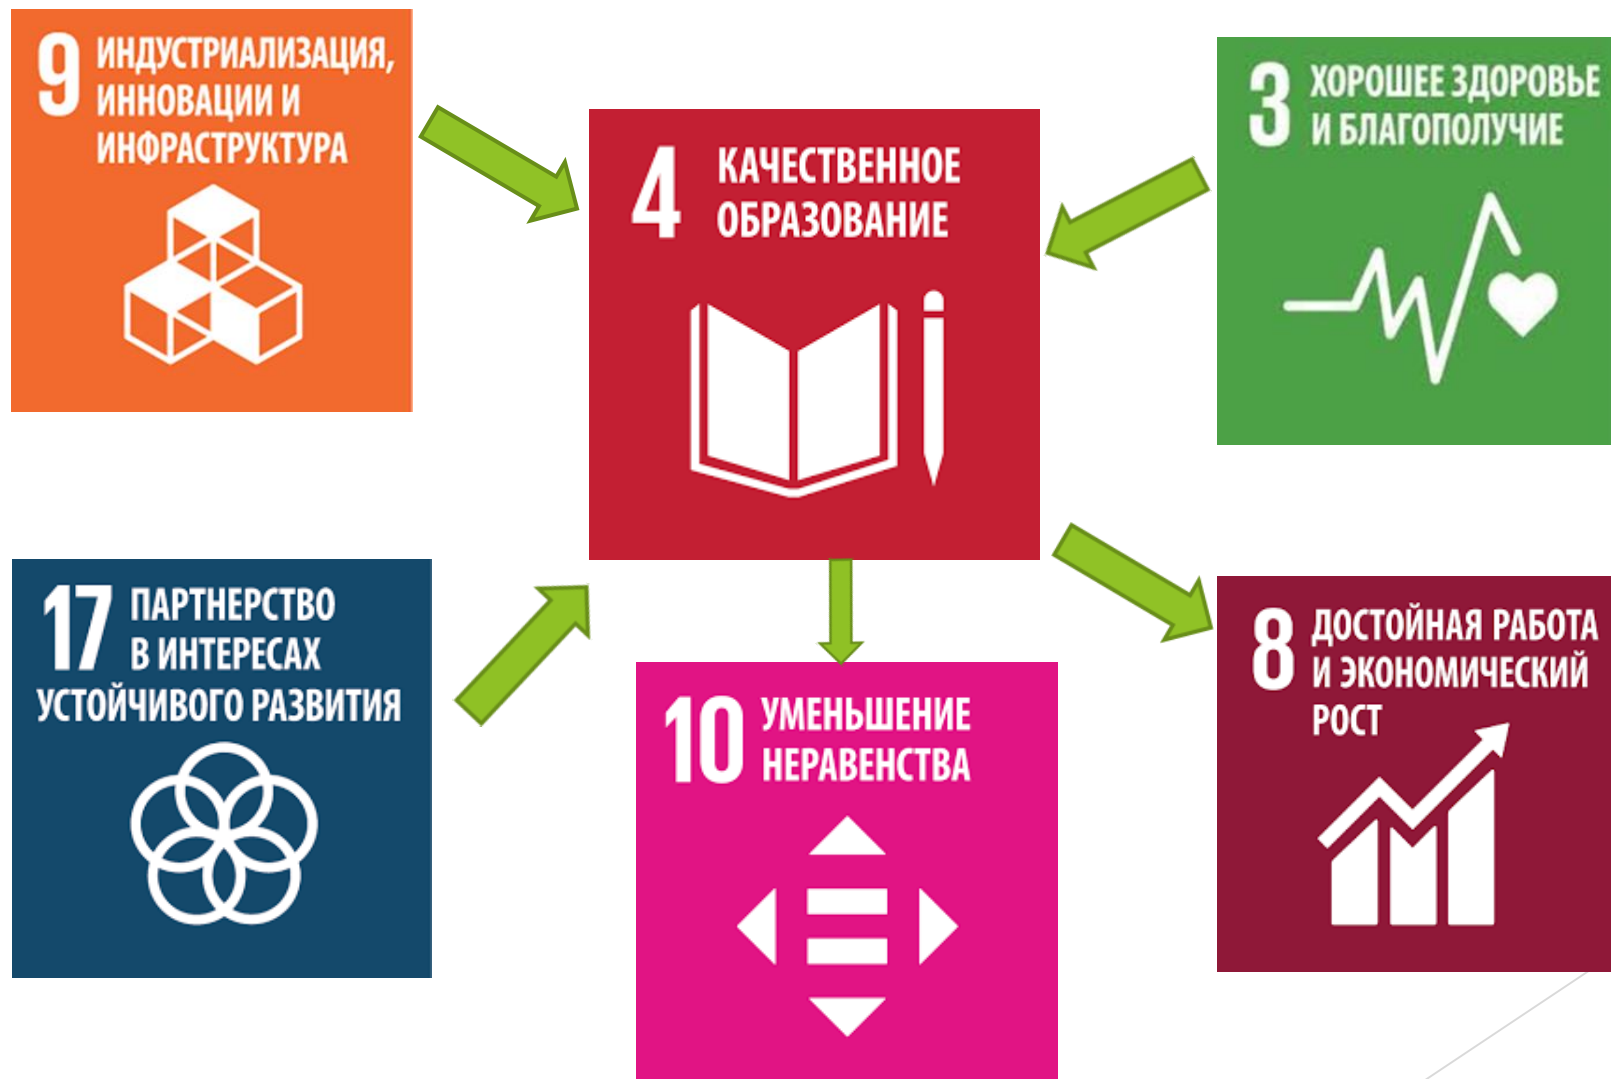 9 ИНДУСТРИАЛИЗАЦИЯ,
ИННОВАЦИИ И
ИНФРАСТРУКТУРА
4 КАЧЕСТВЕННОЕ
ОБРАЗОВАНИЕ
3 ХОРОШЕЕ ЗДОРОВЬЕ
И БЛАГОПОЛУЧИЕ
17 ПАРТНЕРСТВО
В ИНТЕРЕСАХ
УСТОЙЧИВОГО РАЗВИТИЯ
10 УМЕНЬШЕНИЕ
НЕРАВЕНСТВА
8 ДОСТОЙНАЯ РАБОТА
И ЭКОНОМИЧЕСКИЙ
РОСТ